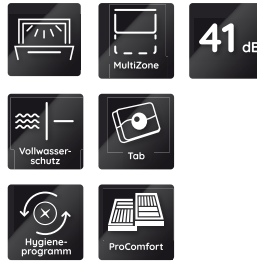 MultiZone
41 dB
Vollwasser-
schutz
Tab
Hygiene-
programm
ProComfort